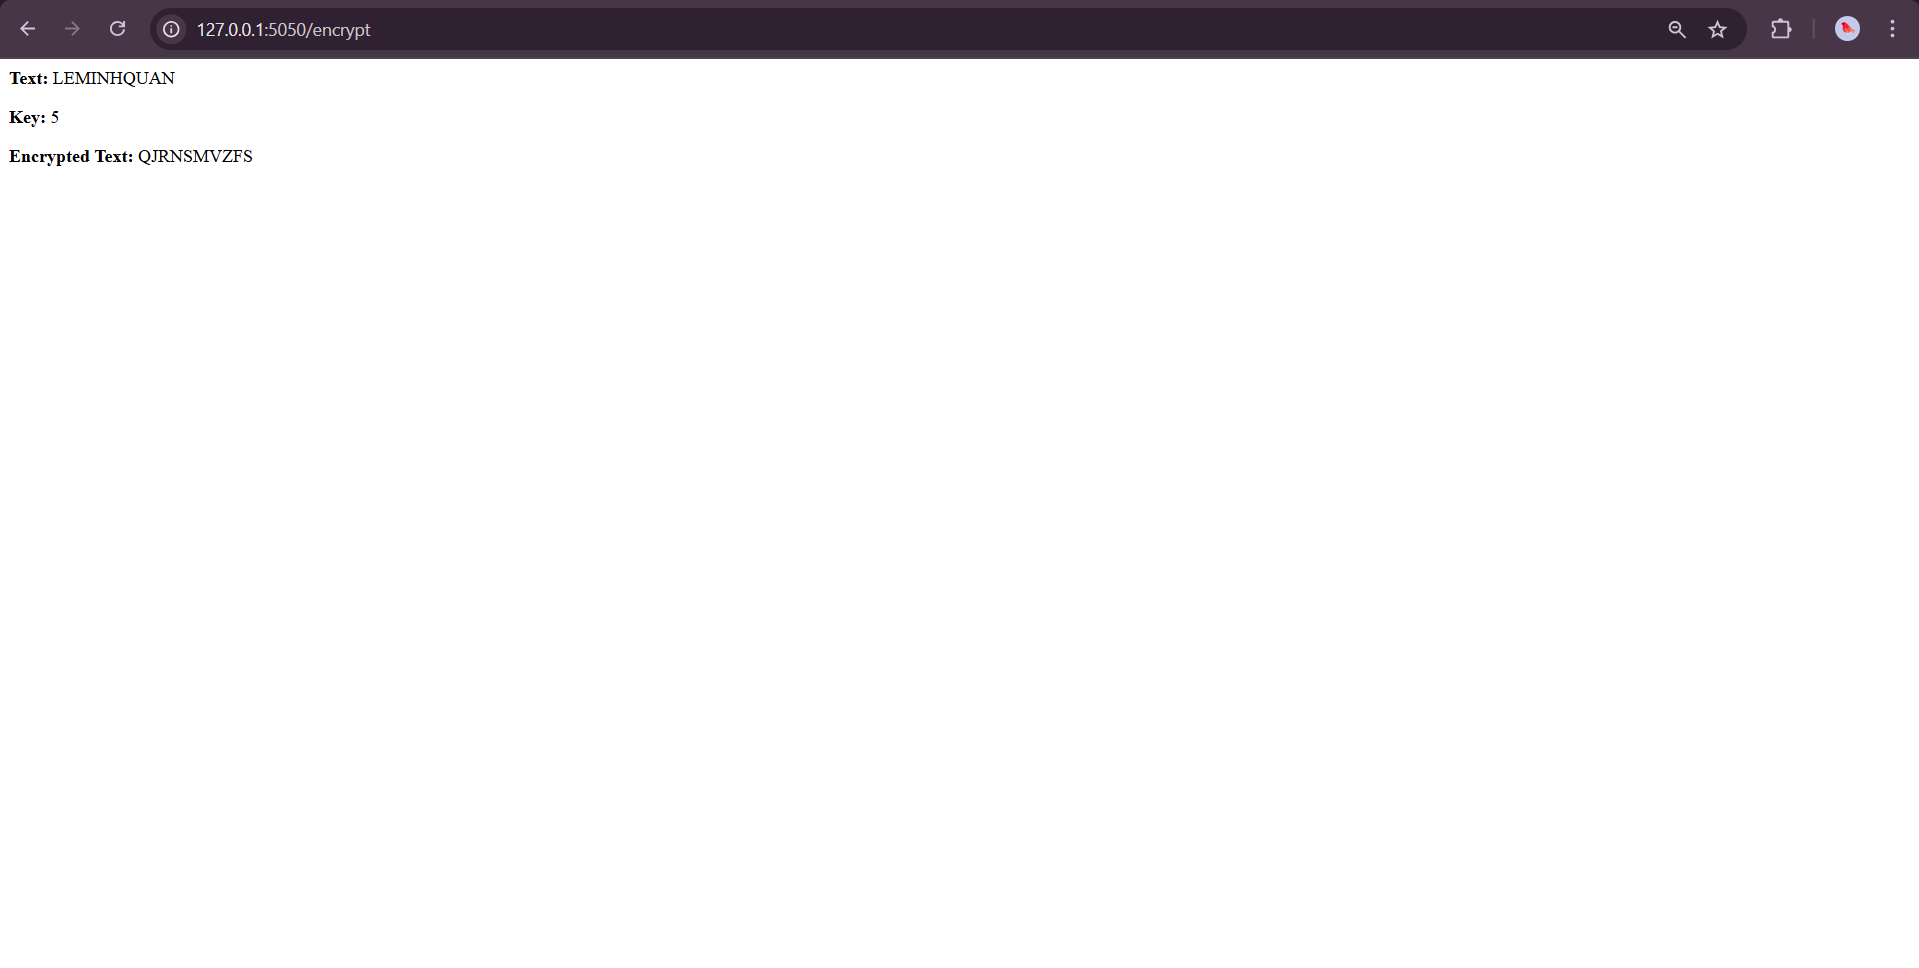 127.0.0.1:5050/encrypt
Text: LEMINHQUAN
Key: 5
Encrypted Text: QJRNSMVZFS